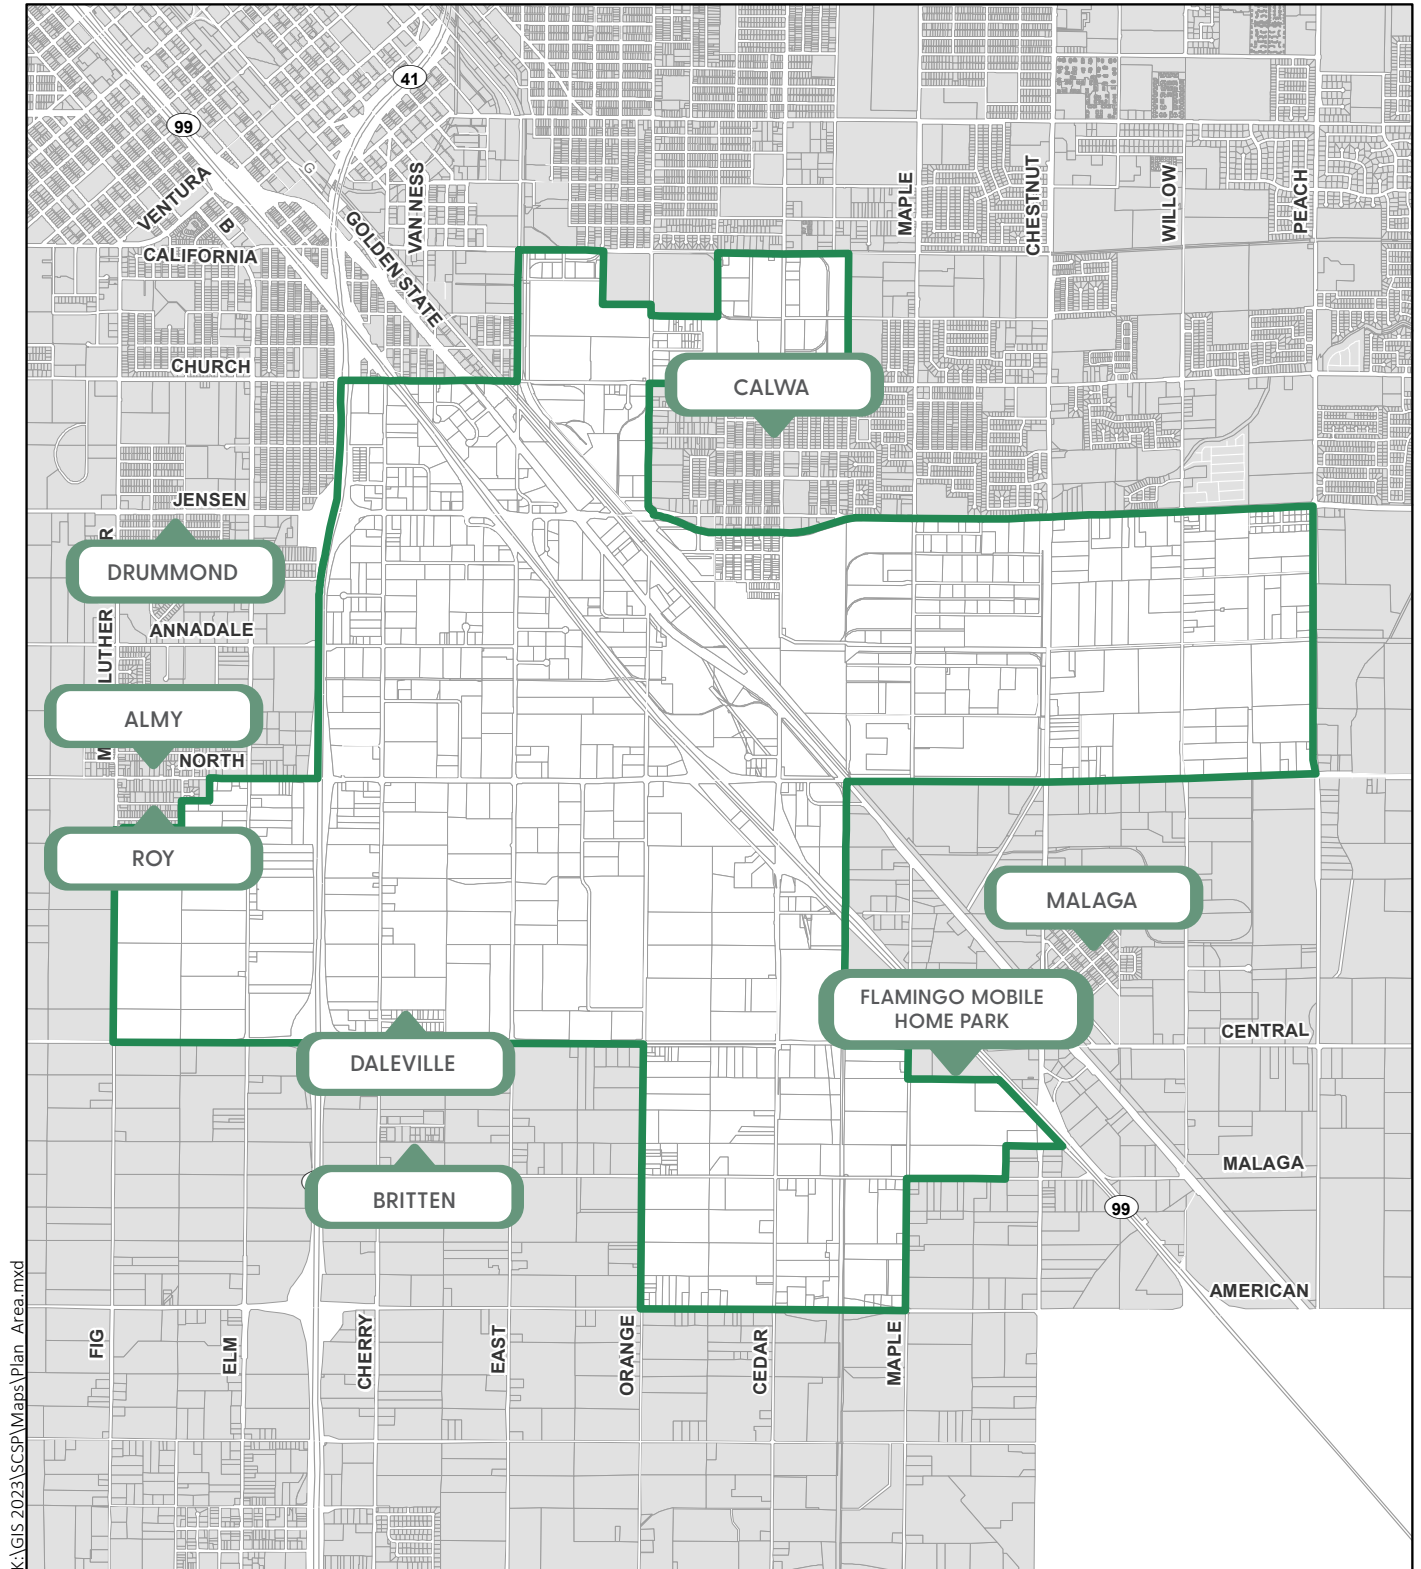 41
99
VENTURA
B
G
CALIFORNIA
VAN NESS
GOLDEN STATE
MAPLE
CHESTNUT
WILLOW
PEACH
CHURCH
CALWA
JENSEN
DRUMMOND
LUTHER
ANNADALE
ALMY
NORTH
ROY
MALAGA
FLAMINGO MOBILE
HOME PARK
CENTRAL
DALEVILLE
BRITTEN
MALAGA
99
AMERICAN
FIG
ELM
CHERRY
EAST
ORANGE
CEDAR
MAPLE
K:\GIS 2023\SCSP\Maps\Plan Area.mxd